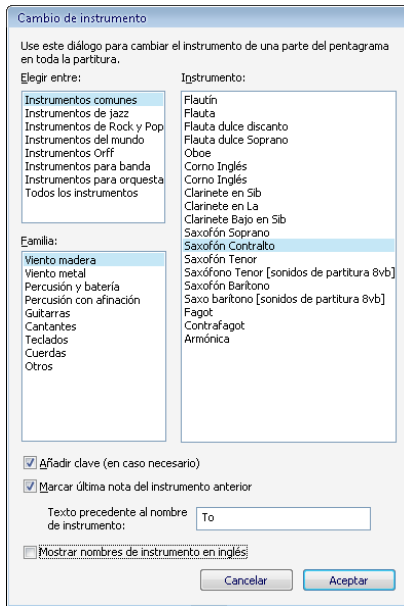 Cambio de instrumento
Use este diálogo para cambiar el instrumento de una parte del pentagrama
en toda la partitura.
Elegir entre:
Instrumentos comunes
Instrumentos de jazz
Instrumentos de Rock y Pop
Instrumentos del mundo
Instrumentos Orff
Instrumentos para banda
Instrumentos para orquesta
Todos los instrumentos
Familia:
Viento madera
Viento metal
Percusión y batería
Percusión con afinación
Guitarras
Cantantes
Teclados
Cuerdas
Otros
Instrumento:
Flautín
Flauta
Flauta dulce discanto
Flauta dulce Soprano
Oboe
Corno Inglés
Corno Inglés
Clarinete en Sib
Clarinete en La
Clarinete Bajo en Sib
Saxofón Soprano
Saxofón Contralto
Saxofón Tenor
Saxófono Tenor [sonidos de partitura 8vb]
Saxofón Barítono
Saxo barítono [sonidos de partitura 8vb]
Fagot
Contrafagot
Armónica
Añadir clave (en caso necesario)
Marcar última nota del instrumento anterior
Texto precedente al nombre
de instrumento:
To
Mostrar nombres de instrumento en inglés
Cancelar
Aceptar